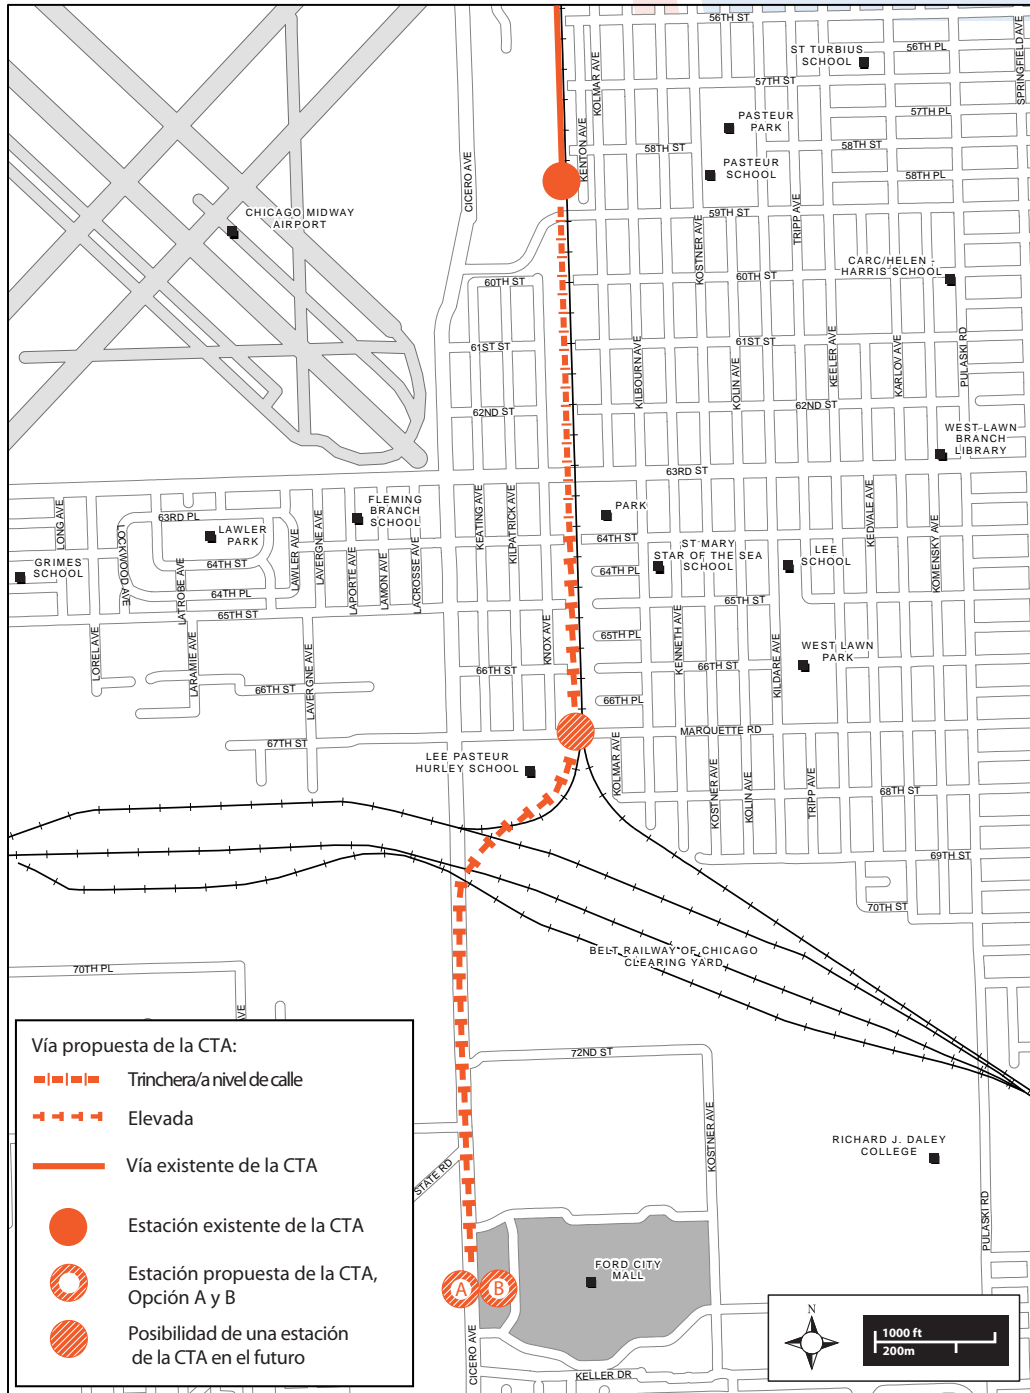 56TH ST
56TH PL
SPRINGFIELD AVE
ST TURBIUS
SCHOOL
KOLMAR AVE
57TH ST
57TH PL
PASTEUR
PARK
KENTON AVE
58TH ST
58TH ST
PASTEUR
SCHOOL
58TH PL
CICERO AVE
CHICAGO MIDWAY
AIRPORT
59TH ST
KOSTNER AVE
TRIPP AVE
CARC/HELEN -
HARRIS SCHOOL
60TH ST
60TH ST
61ST ST
61ST ST
KILBOURN AVE
KOLIN AVE
KEELER AVE
KARLOV AVE
PULASKI RD
62ND ST
62ND ST
WEST LAWN
BRANCH
LIBRARY
63RD ST
LONG AVE
63RD PL
LOCKWOOD AVE
LAWLER
PARK
FLEMING
BRANCH
SCHOOL
KEATING AVE
KILPATRICK AVE
PARK
64TH ST
64TH PL
ST MARY
STAR OF THE SEA
SCHOOL
LEE
SCHOOL
KEDVALE AVE
KOMENSKY AVE
GRIMES
SCHOOL
64TH ST
LATROBE AVE
64TH PL
65TH ST
LAWLER AVE
LAVERGNE AVE
LAPORTE AVE
LAMON AVE
LACROSSE AVE
65TH ST
65TH PL
LOREL AVE
LARAMIE AVE
LAVERGNE AVE
KNOX AVE
KENNETH AVE
KILDARE AVE
WEST LAWN
PARK
66TH ST
66TH ST
66TH ST
66TH PL
67TH ST
MARQUETTE RD
LEE PASTEUR
HURLEY SCHOOL
KOLMAR AVE
KOSTNER AVE
KOLIN AVE
TRIPP AVE
68TH ST
69TH ST
70TH ST
BELT RAILWAY OF CHICAGO
CLEARING YARD
70TH PL
AVE
72ND ST
KOSTNER AVE
RICHARD J. DALEY
COLLEGE
STATE RD
PULASKI RD
FORD CITY
MALL
A
B
CICERO AVE
KELLER DR
Vía propuesta de la CTA:
Trinchera/a nivel de calle
Elevada
Vía existente de la CTA
Estación existente de la CTA
Estación propuesta de la CTA,
Opción A y B
Posibilidad de una estación
de la CTA en el futuro
N
1000 ft
200m